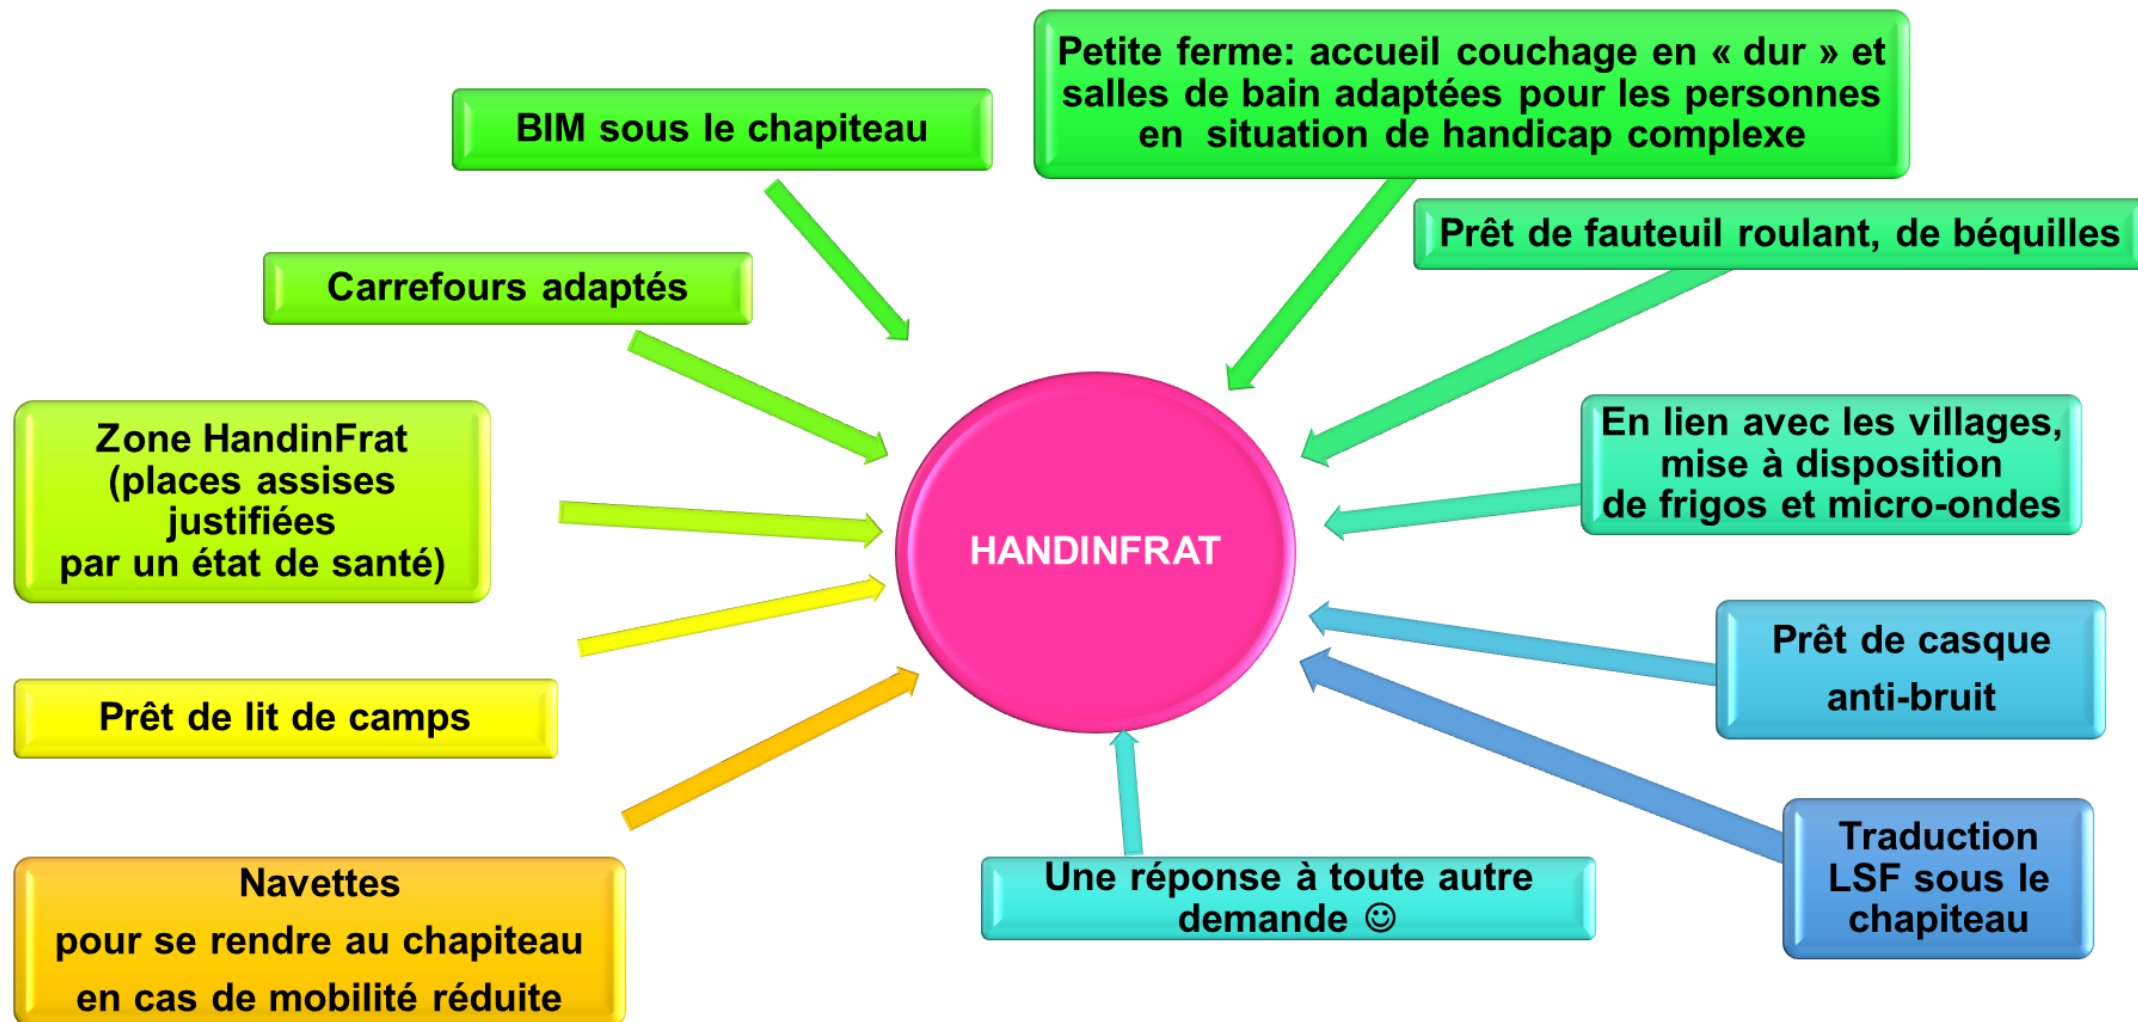 Petite ferme: accueil couchage en « dur » et
salles de bain adaptées pour les personnes
en situation de handicap complexe
BIM sous le chapiteau
Prêt de fauteuil roulant, de béquilles
Carrefours adaptés
Zone HandinFrat
(places assises
justifiées
par un état de santé)
En lien avec les villages,
mise à disposition
de frigos et micro-ondes
HANDINFRAT
Prêt de casque
anti-bruit
Prêt de lit de camps
Navettes
pour se rendre au chapiteau
en cas de mobilité réduite
Une réponse à toute autre
demande ☺
Traduction
LSF sous le
chapiteau